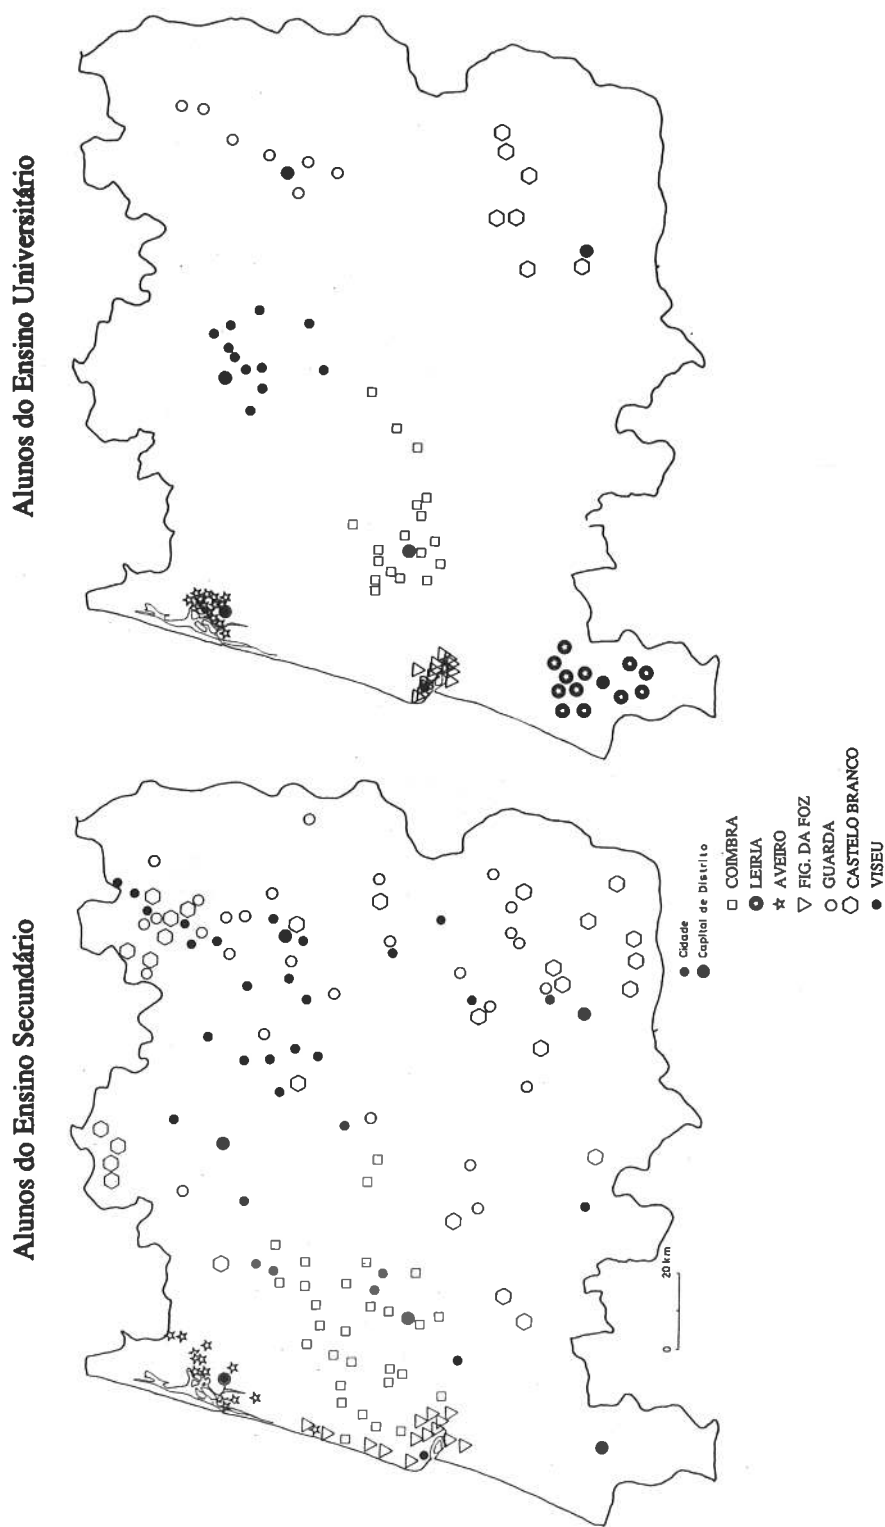 Alunos do Ensino Secundário
Alunos do Ensino Universitário
0 20 km
Cidade
Capital de Distrito
COIMBRA
LEIRIA
AVEIRO
FIG. DA FOZ
GUARDA
CASTELO BRANCO
VISEU